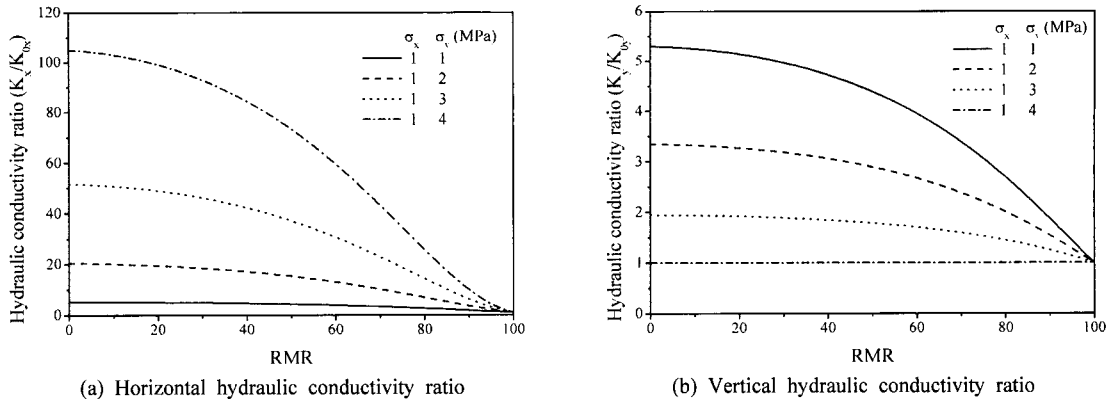 120
100
80
60
40
20
0
Hydraulic conductivity ratio (Kx/K0x)
σx σy (MPa)
1 1
1 2
1 3
1 4
0 20 40 60 80 100
RMR
(a) Horizontal hydraulic conductivity ratio
6
5
4
3
2
1
0
Hydraulic conductivity ratio (Ky/K0x)
σx σy (MPa)
1 1
1 2
1 3
1 4
0 20 40 60 80 100
RMR
(b) Vertical hydraulic conductivity ratio